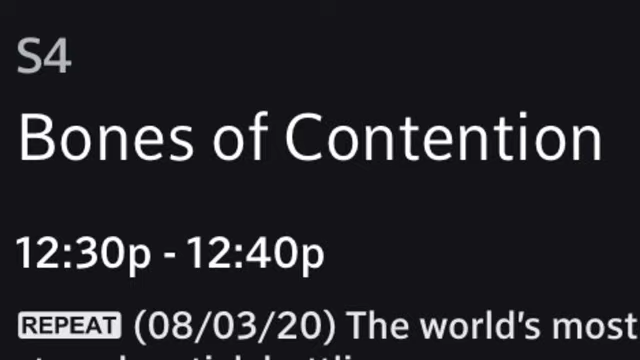 S4
Bones of Contention
12:30p - 12:40p
REPEAT (08/03/20) The world's most